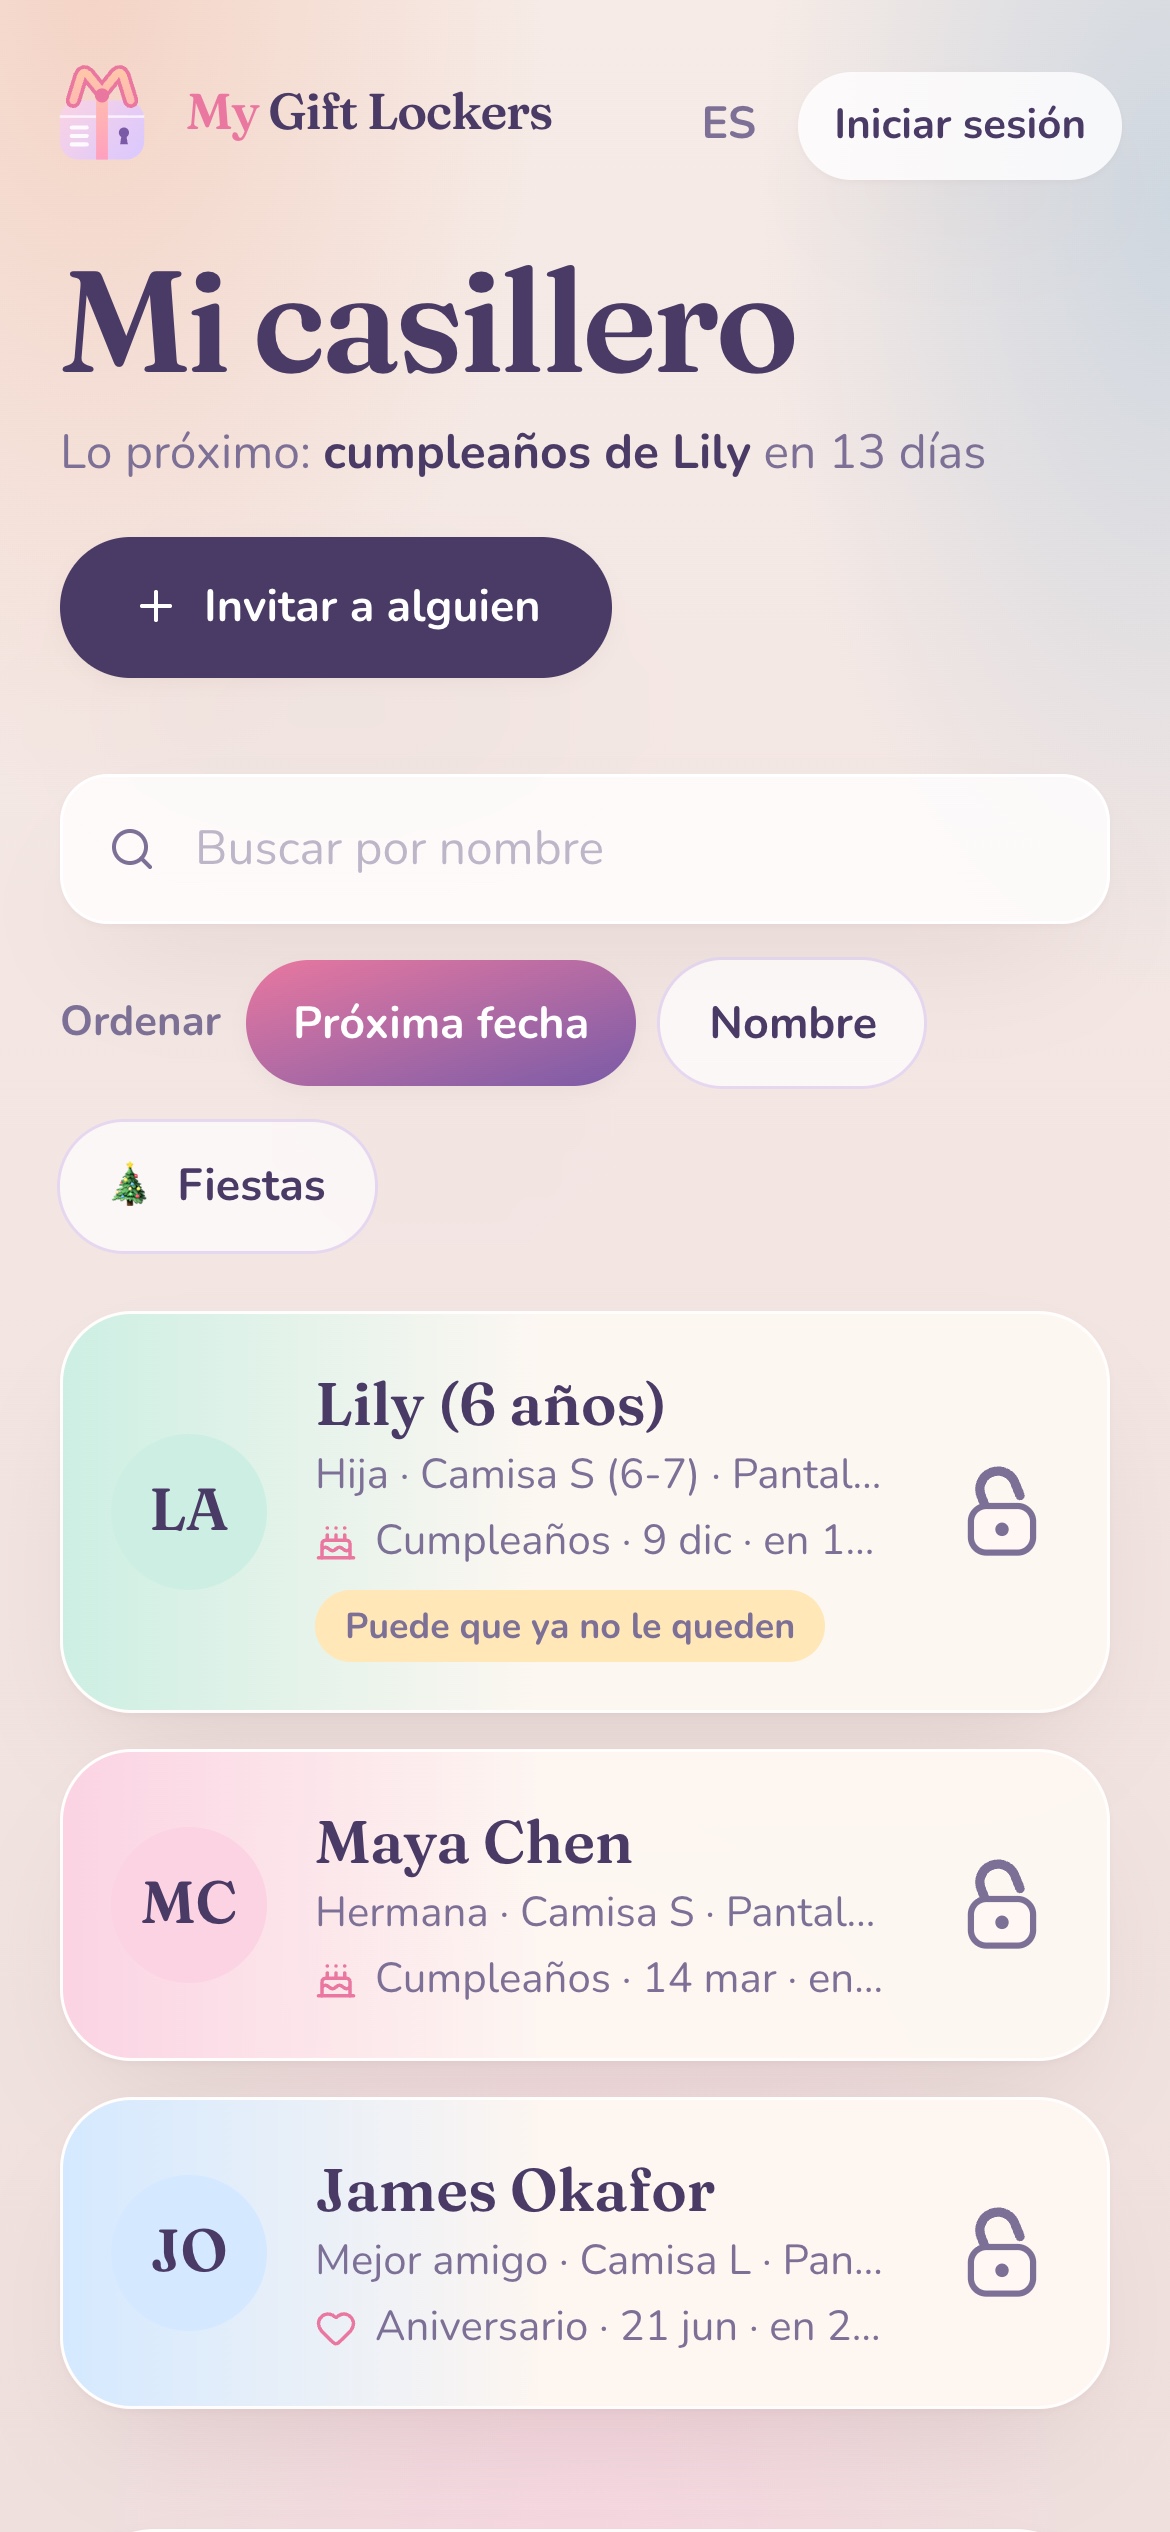 My Gift Lockers
ES
Iniciar sesión
Mi casillero
Lo próximo: cumpleaños de Lily en 13 días
+ Invitar a alguien
Buscar por nombre
Ordenar
Próxima fecha
Nombre
🎄 Fiestas
LA
Lily (6 años)
Hija · Camisa S (6-7) · Pantal...
Cumpleaños · 9 dic · en 1...
Puede que ya no le queden
MC
Maya Chen
Hermana · Camisa S · Pantal...
Cumpleaños · 14 mar · en...
JO
James Okafor
Mejor amigo · Camisa L · Pan...
Aniversario · 21 jun · en 2...